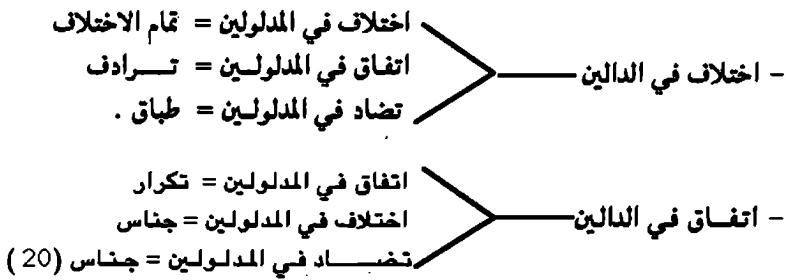 اختلاف في المدلولين = تمام الاختلاف
– اختلاف في الدالين اتفاق في المدلولين = ترادف
تضاد في المدلولين = طباق .
اتفاق في المدلولين = تكرار
– اتفاق في الدالين اختلاف في المدلولين = جناس
تضاد في المدلولين = جناس (20)